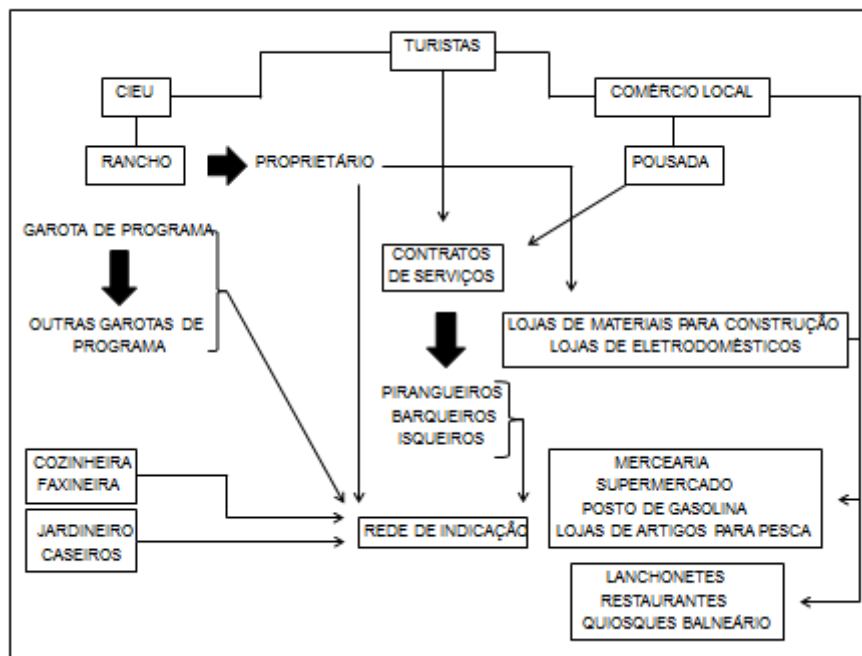 TURISTAS
CIEU
COMÉRCIO LOCAL
RANCHO
PROPRIETÁRIO
POUSADA
GAROTA DE PROGRAMA
CONTRATOS
DE SERVIÇOS
OUTRAS GAROTAS DE
PROGRAMA
LOJAS DE MATERIAIS PARA CONSTRUÇÃO
LOJAS DE ELETRODOMÉSTICOS
PIRANGUEIROS
BARQUEIROS
ISQUEIROS
COZINHEIRA
FAXINEIRA
MERCEARIA
SUPERMERCADO
POSTO DE GASOLINA
LOJAS DE ARTIGOS PARA PESCA
JARDINEIRO
CASEIROS
REDE DE INDICAÇÃO
LANCHONETES
RESTAURANTES
QUIOSQUES BALNEÁRIO